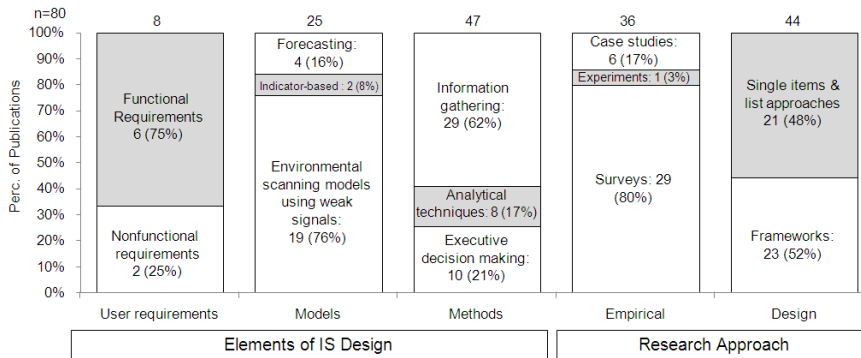 n=80
8
25
47
36
44
Perc. of Publications
100%
90%
80%
70%
60%
50%
40%
30%
20%
10%
0%
Functional
Requirements
6 (75%)
Nonfunctional
requirements
2 (25%)
Forecasting:
4 (16%)
Indicator-based : 2 (8%)
Environmental
scanning models
using weak
signals:
19 (76%)
Information
gathering:
29 (62%)
Analytical
techniques: 8 (17%)
Executive
decision making:
10 (21%)
Case studies:
6 (17%)
Experiments: 1 (3%)
Surveys: 29
(80%)
Single items &
list approaches
21 (48%)
Frameworks:
23 (52%)
User requirements
Models
Methods
Empirical
Design
Elements of IS Design
Research Approach